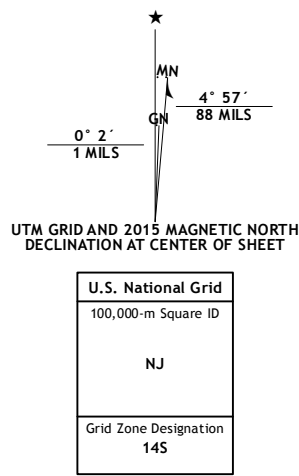 MN
4° 57´
88 MILS
GN
0° 2´
1 MILS
UTM GRID AND 2015 MAGNETIC NORTH
DECLINATION AT CENTER OF SHEET
U.S. National Grid
100,000-m Square ID
NJ
Grid Zone Designation
14S